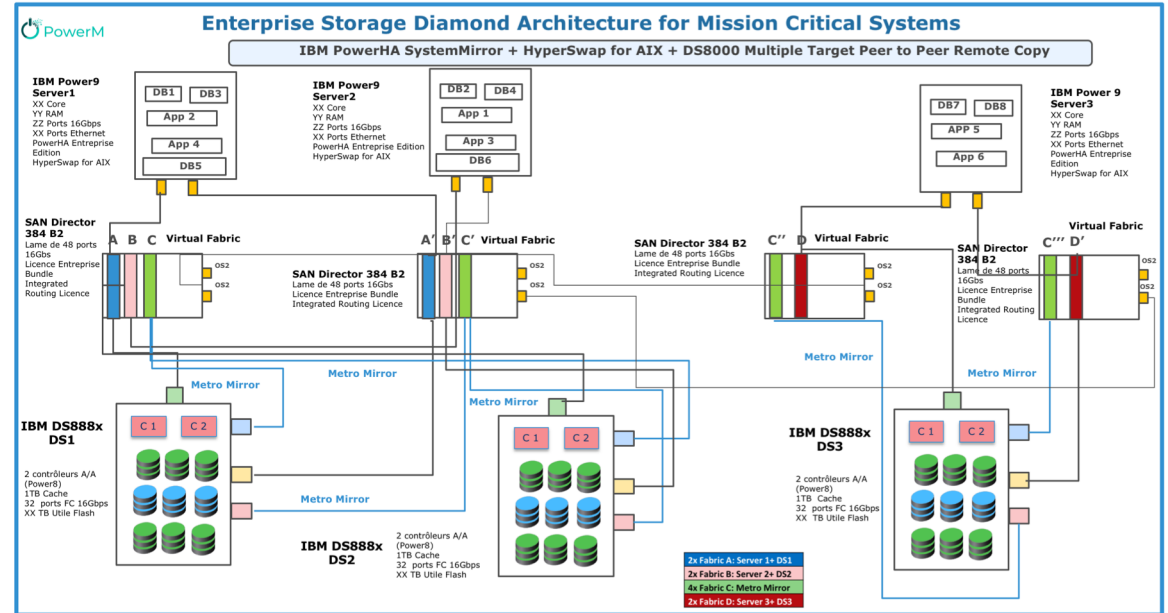 PowerM
Enterprise Storage Diamond Architecture for Mission Critical Systems
IBM PowerHA SystemMirror + HyperSwap for AIX + DS8000 Multiple Target Peer to Peer Remote Copy
IBM Power9
Server1
XX Core
YY RAM
ZZ Ports 16Gbps
XX Ports Ethernet
PowerHA Entreprise
Edition
HyperSwap for AIX
DB1
DB3
App 2
App 4
DB5
IBM Power9
Server2
XX Core
YY RAM
ZZ Ports 16Gbps
XX Ports Ethernet
PowerHA Entreprise Edition
HyperSwap for AIX
DB2
DB4
App 1
App 3
DB6
DB7
DB8
APP 5
App 6
IBM Power 9
Server3
XX Core
YY RAM
ZZ Ports 16Gbps
XX Ports Ethernet
PowerHA Entreprise
Edition
HyperSwap for AIX
SAN Director
384 B2
Lame de 48 ports
16Gbs
Licence Entreprise
Bundle
Integrated
Routing Licence
A B C
Virtual Fabric
OS2
OS2
SAN Director 384 B2
Lame de 48 ports 16Gbs
Licence Entreprise Bundle
Integrated Routing Licence
A’ B’ C’
Virtual Fabric
OS2
OS2
SAN Director 384 B2
Lame de 48 ports 16Gbs
Licence Entreprise Bundle
Integrated Routing Licence
C’’ D
OS2
OS2
Virtual Fabric
SAN Director
384 B2
Lame de 48 ports
16Gbs
Licence Entreprise
Bundle
Integrated Routing
Licence
C’’’ D’
OS2
OS2
Metro Mirror
Metro Mirror
Metro Mirror
Metro Mirror
Metro Mirror
Metro Mirror
IBM DS888x
DS1
2 contrôleurs A/A
(Power8)
1TB Cache
32 ports FC 16Gbps
XX TB Utile Flash
C 1
C 2
IBM DS888x
DS2
2 contrôleurs A/A
(Power8)
1TB Cache
32 ports FC 16Gbps
XX TB Utile Flash
C 1
C 2
IBM DS888x
DS3
2 contrôleurs A/A
(Power8)
1TB Cache
32 ports FC 16Gbps
XX TB Utile Flash
C 1
C 2
2x Fabric A: Server 1+ DS1
2x Fabric B: Server 2+ DS2
4x Fabric C: Metro Mirror
2x Fabric D: Server 3+ DS3